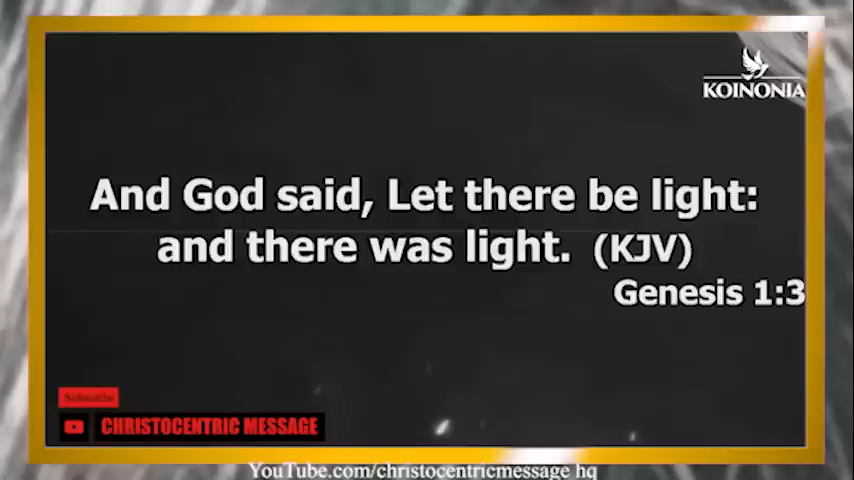 KOINONIA
And God said, Let there be light:
and there was light. (KJV)
Genesis 1:3
Subscribe
CHRISTOCENTRIC MESSAGE
YouTube.com/christocentricmessage hq